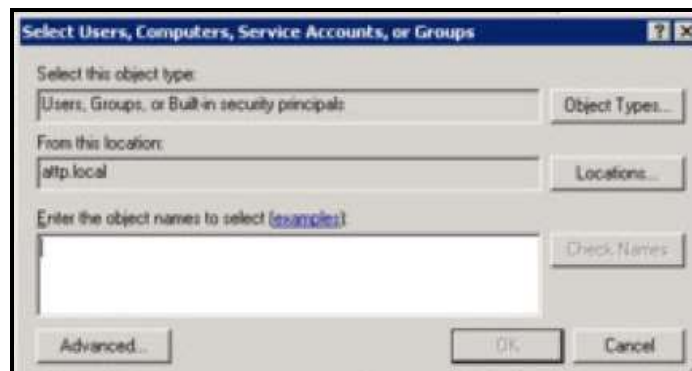 Select Users, Computers, Service Accounts, or Groups
Select this object type:
Users, Groups, or Built-in security principals
Object Types...
From this location:
attp.local
Locations...
Enter the object names to select (examples):
Check Names
Advanced...
OK
Cancel